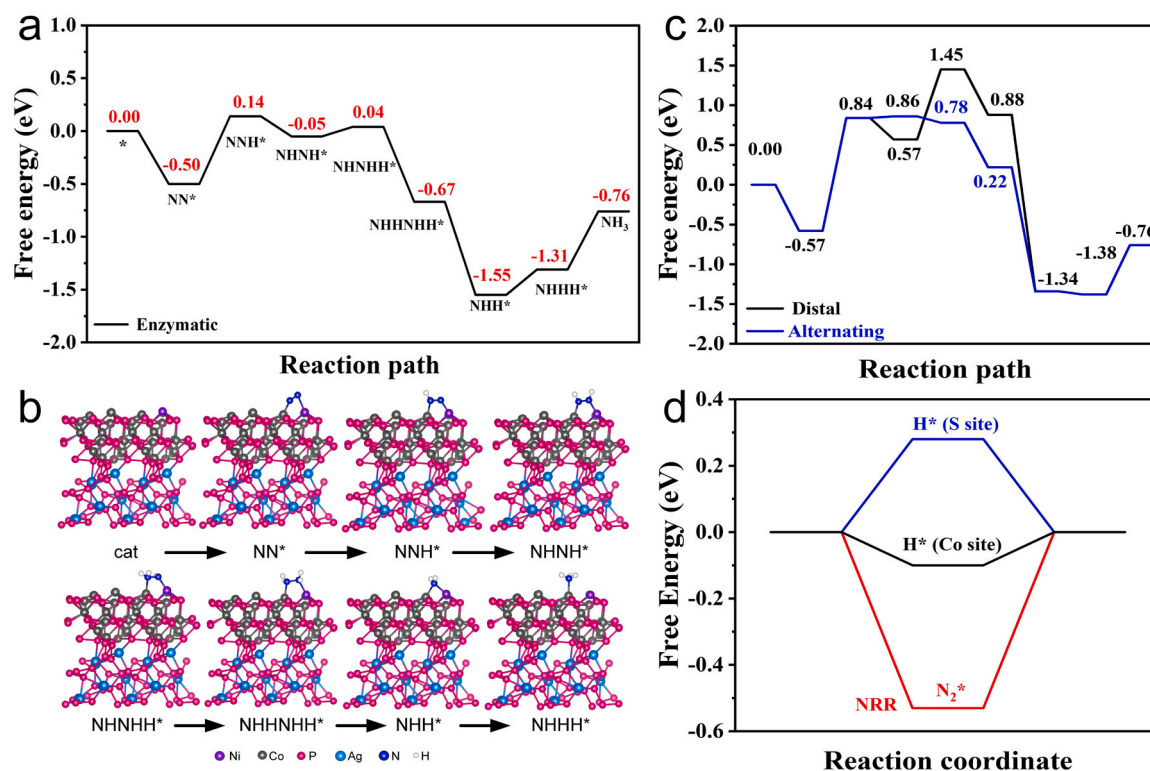 a
Free energy (eV)
1.0
0.5
0.0
-0.5
-1.0
-1.5
-2.0
0.00
*
-0.50
NN*
0.14
NNH*
-0.05
NHNH*
0.04
NHNHH*
-0.67
NHHNHH*
-1.55
NHH*
-1.31
NHHH*
-0.76
NH3
Enzymatic
Reaction path
c
Free energy (eV)
2.0
1.5
1.0
0.5
0.0
-0.5
-1.0
-1.5
-2.0
0.00
-0.57
0.84
0.86
0.57
1.45
0.78
0.88
0.22
-1.34
-1.38
-0.76
Distal
Alternating
Reaction path
b
cat
NN*
NNH*
NHNH*
NHNHH*
NHHNHH*
NHH*
NHHH*
Ni Co P Ag N H
d
Free Energy (eV)
0.4
0.2
0.0
-0.2
-0.4
-0.6
H* (S site)
H* (Co site)
NRR
N2*
Reaction coordinate